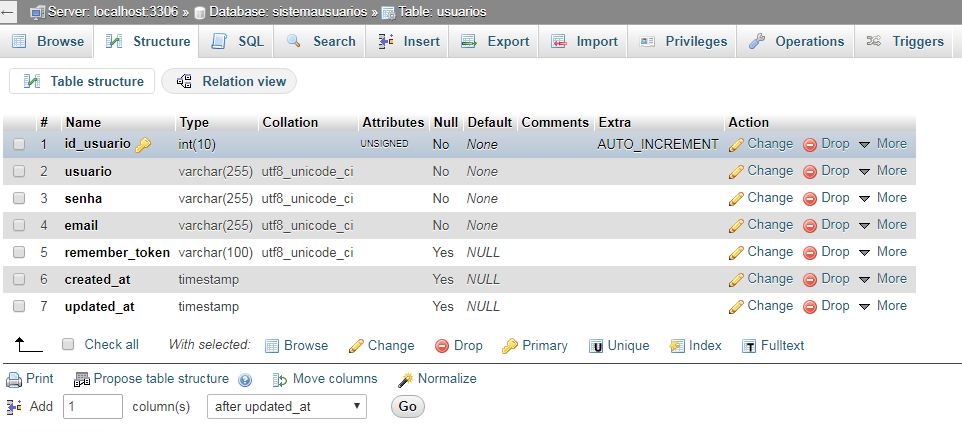 Server: localhost:3306 » Database: sistemausuarios » Table: usuarios
Browse Structure SQL Search Insert Export Import Privileges Operations Triggers
Table structure Relation view
# Name Type Collation Attributes Null Default Comments Extra Action
1 id_usuario int(10) UNSIGNED No None AUTO_INCREMENT Change Drop More
2 usuario varchar(255) utf8_unicode_ci No None Change Drop More
3 senha varchar(255) utf8_unicode_ci No None Change Drop More
4 email varchar(255) utf8_unicode_ci No None Change Drop More
5 remember_token varchar(100) utf8_unicode_ci Yes NULL Change Drop More
6 created_at timestamp Yes NULL Change Drop More
7 updated_at timestamp Yes NULL Change Drop More
Check all With selected: Browse Change Drop Primary Unique Index Fulltext
Print Propose table structure Move columns Normalize
Add 1 column(s) after updated_at Go